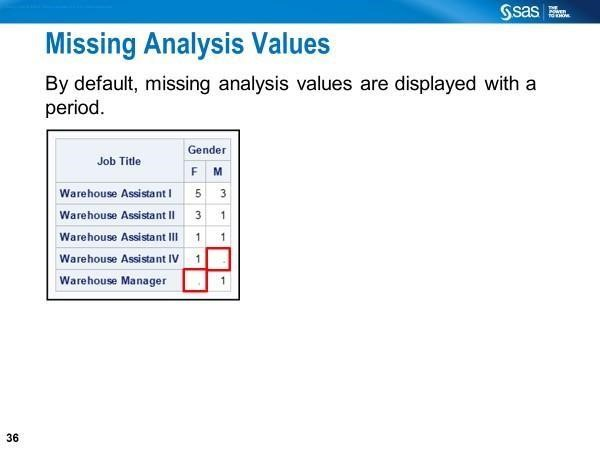 sas THE POWER TO KNOW.
Missing Analysis Values
By default, missing analysis values are displayed with a
period.
Job Title Gender
F M
Warehouse Assistant I 5 3
Warehouse Assistant II 3 1
Warehouse Assistant III 1 1
Warehouse Assistant IV 1 .
Warehouse Manager . 1
36